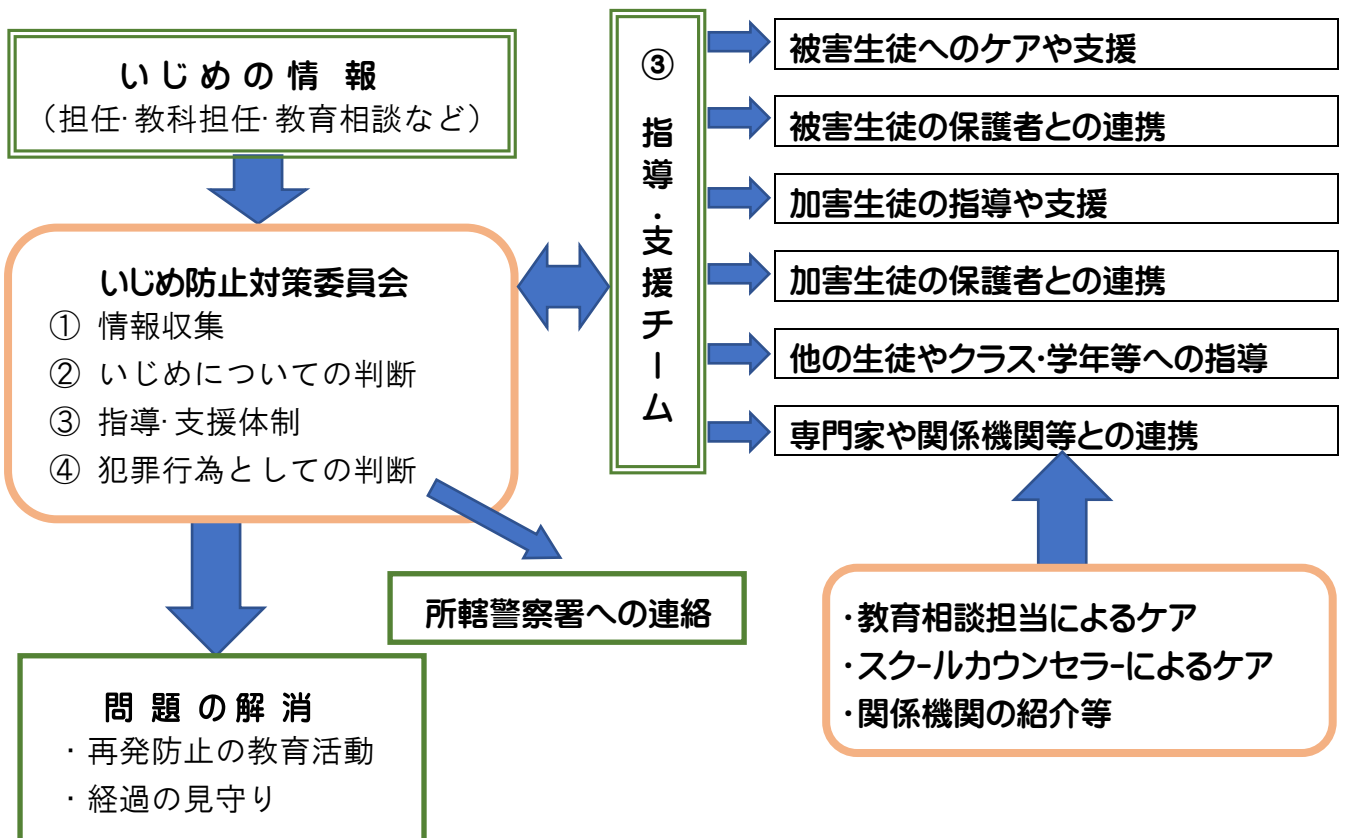 いじめの情 報
（担任･教科担任･教育相談など）
いじめ防止対策委員会
① 情報収集
② いじめについての判断
③ 指導･支援体制
④ 犯罪行為としての判断
所轄警察署への連絡
問 題 の 解 消
・再発防止の教育活動
・経過の見守り
③ 指導・支援チーム
被害生徒へのケアや支援
被害生徒の保護者との連携
加害生徒の指導や支援
加害生徒の保護者との連携
他の生徒やクラス・学年等への指導
専門家や関係機関等との連携
・教育相談担当によるケア
・スクールカウンセラーによるケア
・関係機関の紹介等